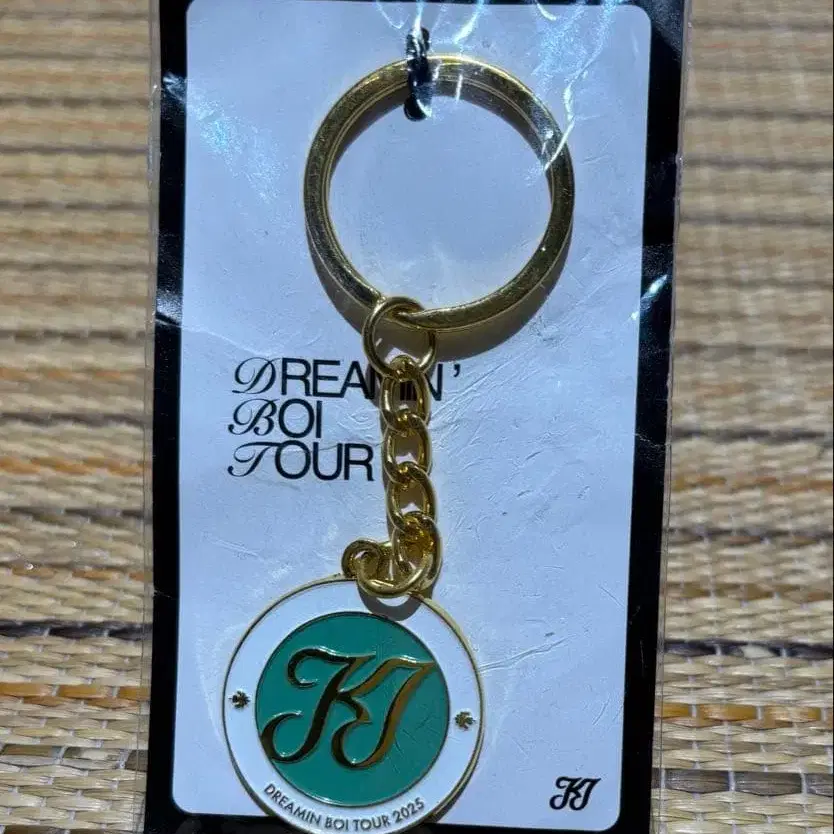 DREAMIN'
BOI
TOUR
KJ
DREAMIN BOI TOUR 2025
KJ